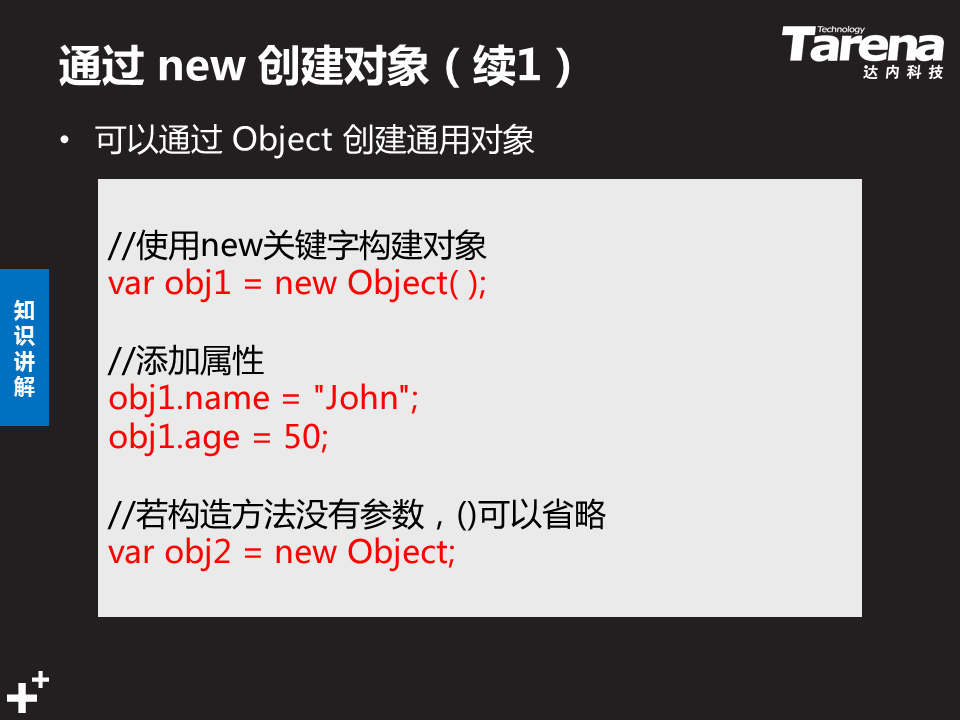 通过 new 创建对象（续1）
Technology
Tarena
达内科技
• 可以通过 Object 创建通用对象
//使用new关键字构建对象
var obj1 = new Object( );
//添加属性
obj1.name = "John";
obj1.age = 50;
//若构造方法没有参数，()可以省略
var obj2 = new Object;
知
识
讲
解